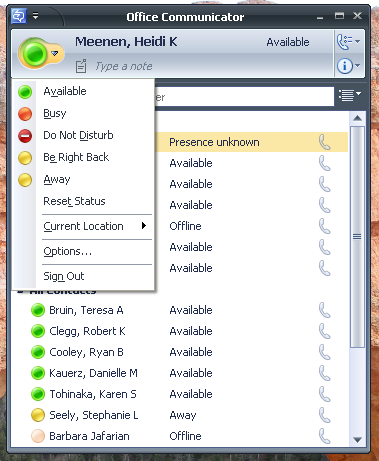 Office Communicator
Meenen, Heidi K Available
Type a note
Available
Busy
Do Not Disturb
Be Right Back
Away
Reset Status
Current Location
Options...
Sign Out
Presence unknown
Available
Available
Available
Offline
Available
Available
All Contacts
Bruin, Teresa A Available
Clegg, Robert K Available
Cooley, Ryan B Available
Kauerz, Danielle M Available
Tohinaka, Karen S Available
Seely, Stephanie L Away
Barbara Jafarian Offline